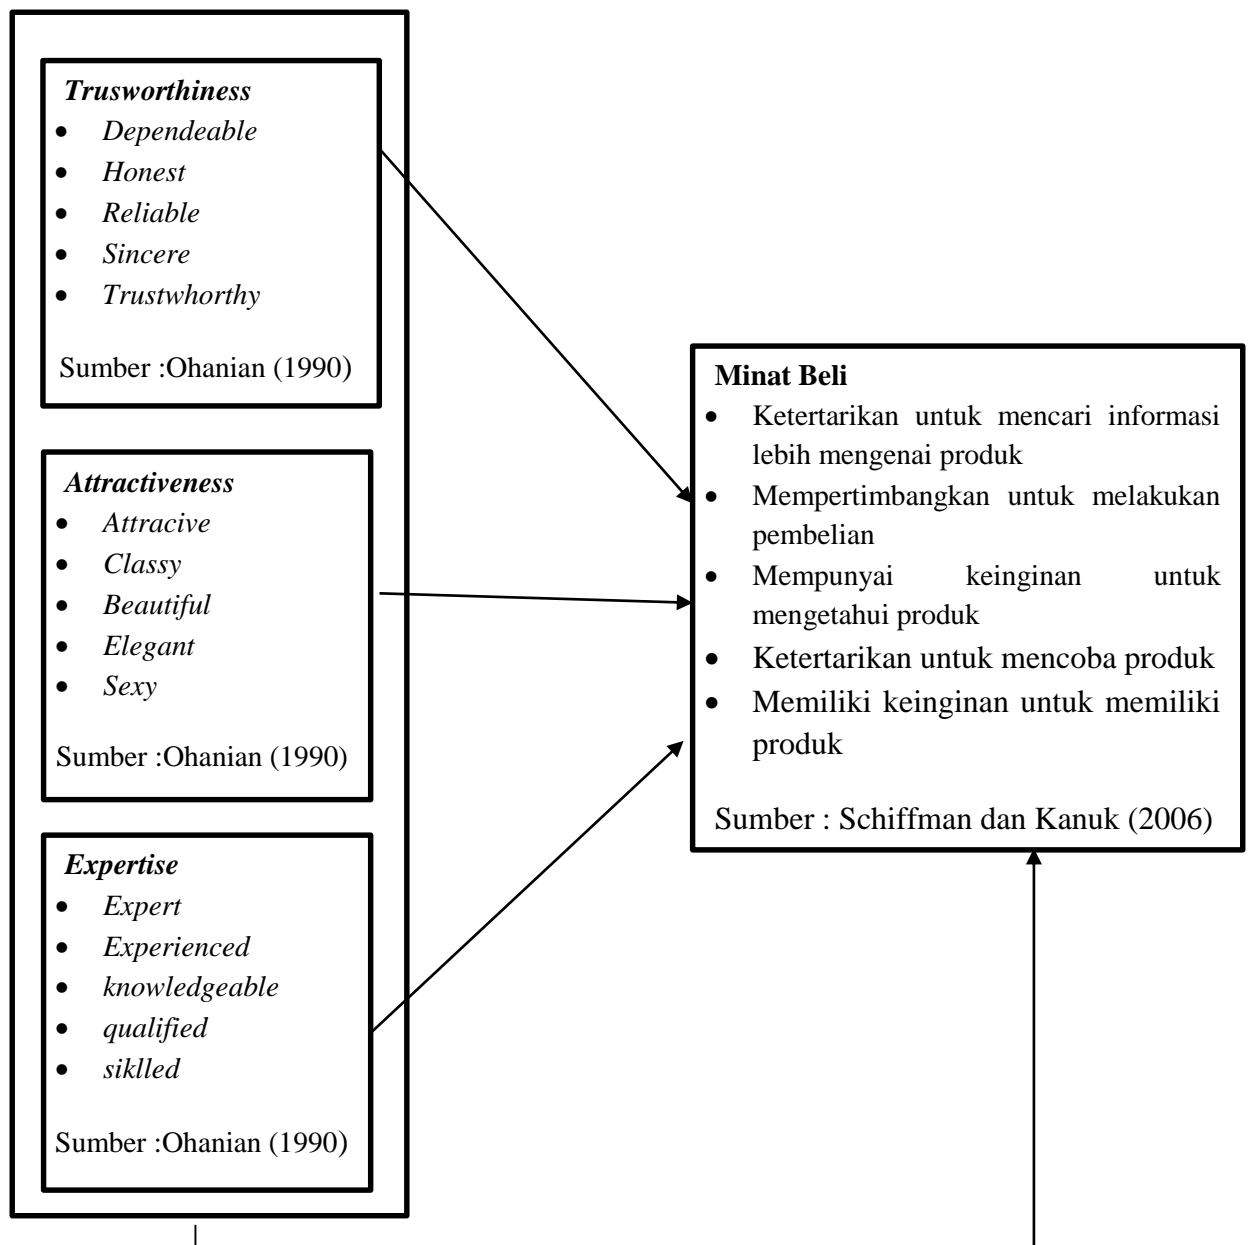 Trusworthiness
• Dependeable
• Honest
• Reliable
• Sincere
• Trustwhorthy
Sumber :Ohanian (1990)
Attractiveness
• Attracive
• Classy
• Beautiful
• Elegant
• Sexy
Sumber :Ohanian (1990)
Expertise
• Expert
• Experienced
• knowledgeable
• qualified
• siklled
Sumber :Ohanian (1990)
Minat Beli
• Ketertarikan untuk mencari informasi
lebih mengenai produk
• Mempertimbangkan untuk melakukan
pembelian
• Mempunyai keinginan untuk
mengetahui produk
• Ketertarikan untuk mencoba produk
• Memiliki keinginan untuk memiliki
produk
Sumber : Schiffman dan Kanuk (2006)